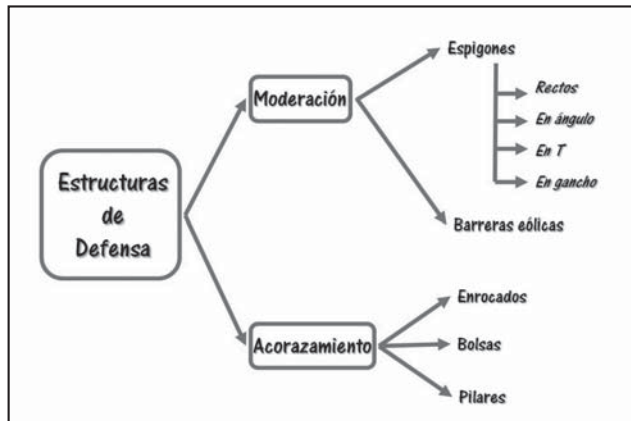 Estructuras
de
Defensa
Moderación
Espigones
Rectos
En ángulo
En T
En gancho
Barreras eólicas
Acorazamiento
Enrocados
Bolsas
Pilares